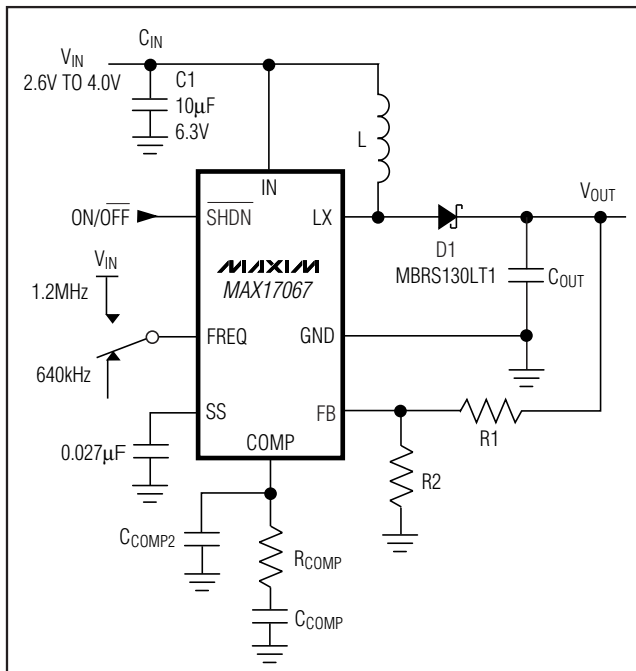 V_IN
2.6V TO 4.0V
C_IN
C1
10µF
6.3V
L
IN
ON/OFF
SHDN
LX
V_OUT
V_IN
1.2MHz
MAXIM
MAX17067
D1
MBRS130LT1
C_OUT
FREQ
GND
640kHz
SS
FB
R1
0.027µF
COMP
R2
C_COMP2
R_COMP
C_COMP